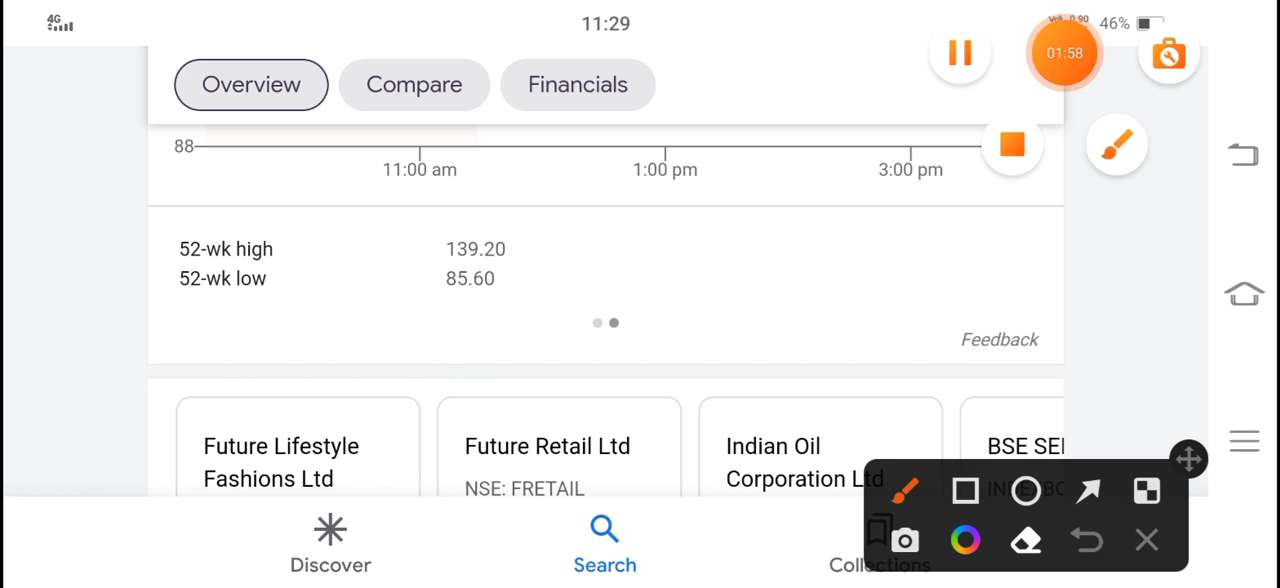 4G
11:29
0.90
46%
01:58
Overview Compare Financials
88
11:00 am 1:00 pm 3:00 pm
52-wk high 139.20
52-wk low 85.60
Feedback
Future Lifestyle
Fashions Ltd
Future Retail Ltd
NSE: FRETAIL
Indian Oil
Corporation Ltd
BSE SE
Discover
Search
Collections